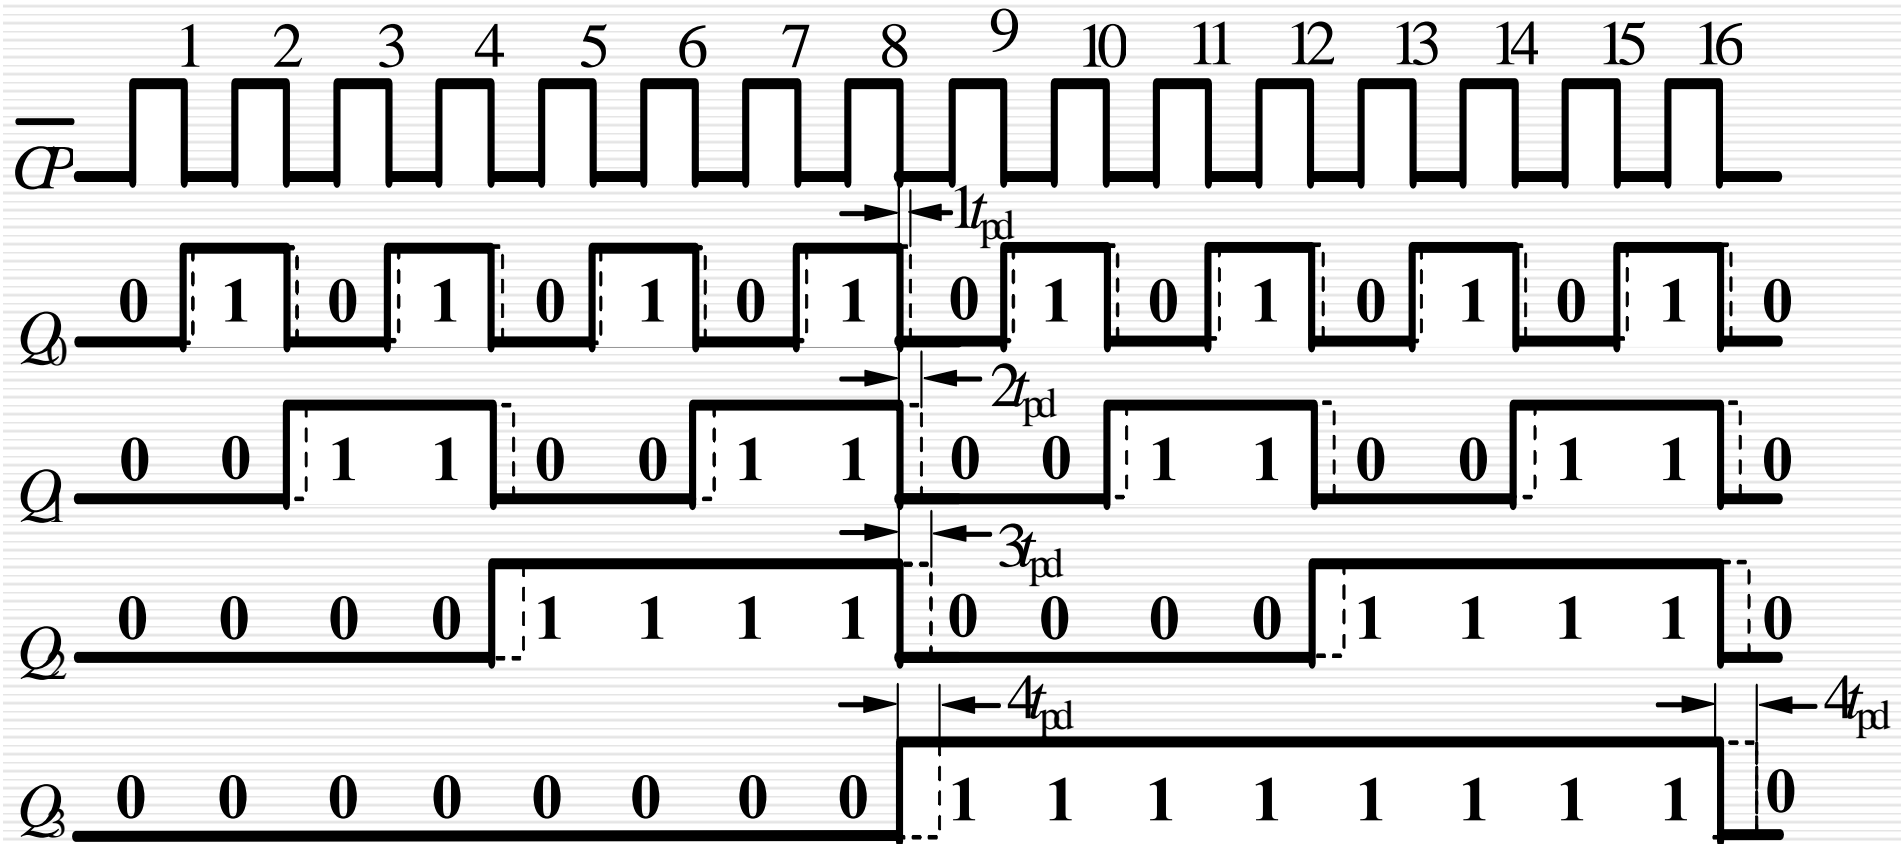 1 2 3 4 5 6 7 8 9 10 11 12 13 14 15 16
C̅P̅
1tpd
0 1 0 1 0 1 0 1 0 1 0 1 0 1 0 1 0
Q0
2tpd
0 0 1 1 0 0 1 1 0 0 1 1 0 0 1 1 0
Q1
3tpd
0 0 0 0 1 1 1 1 0 0 0 0 1 1 1 1 0
Q2
4tpd 4tpd
0 0 0 0 0 0 0 0 1 1 1 1 1 1 1 1 0
Q3